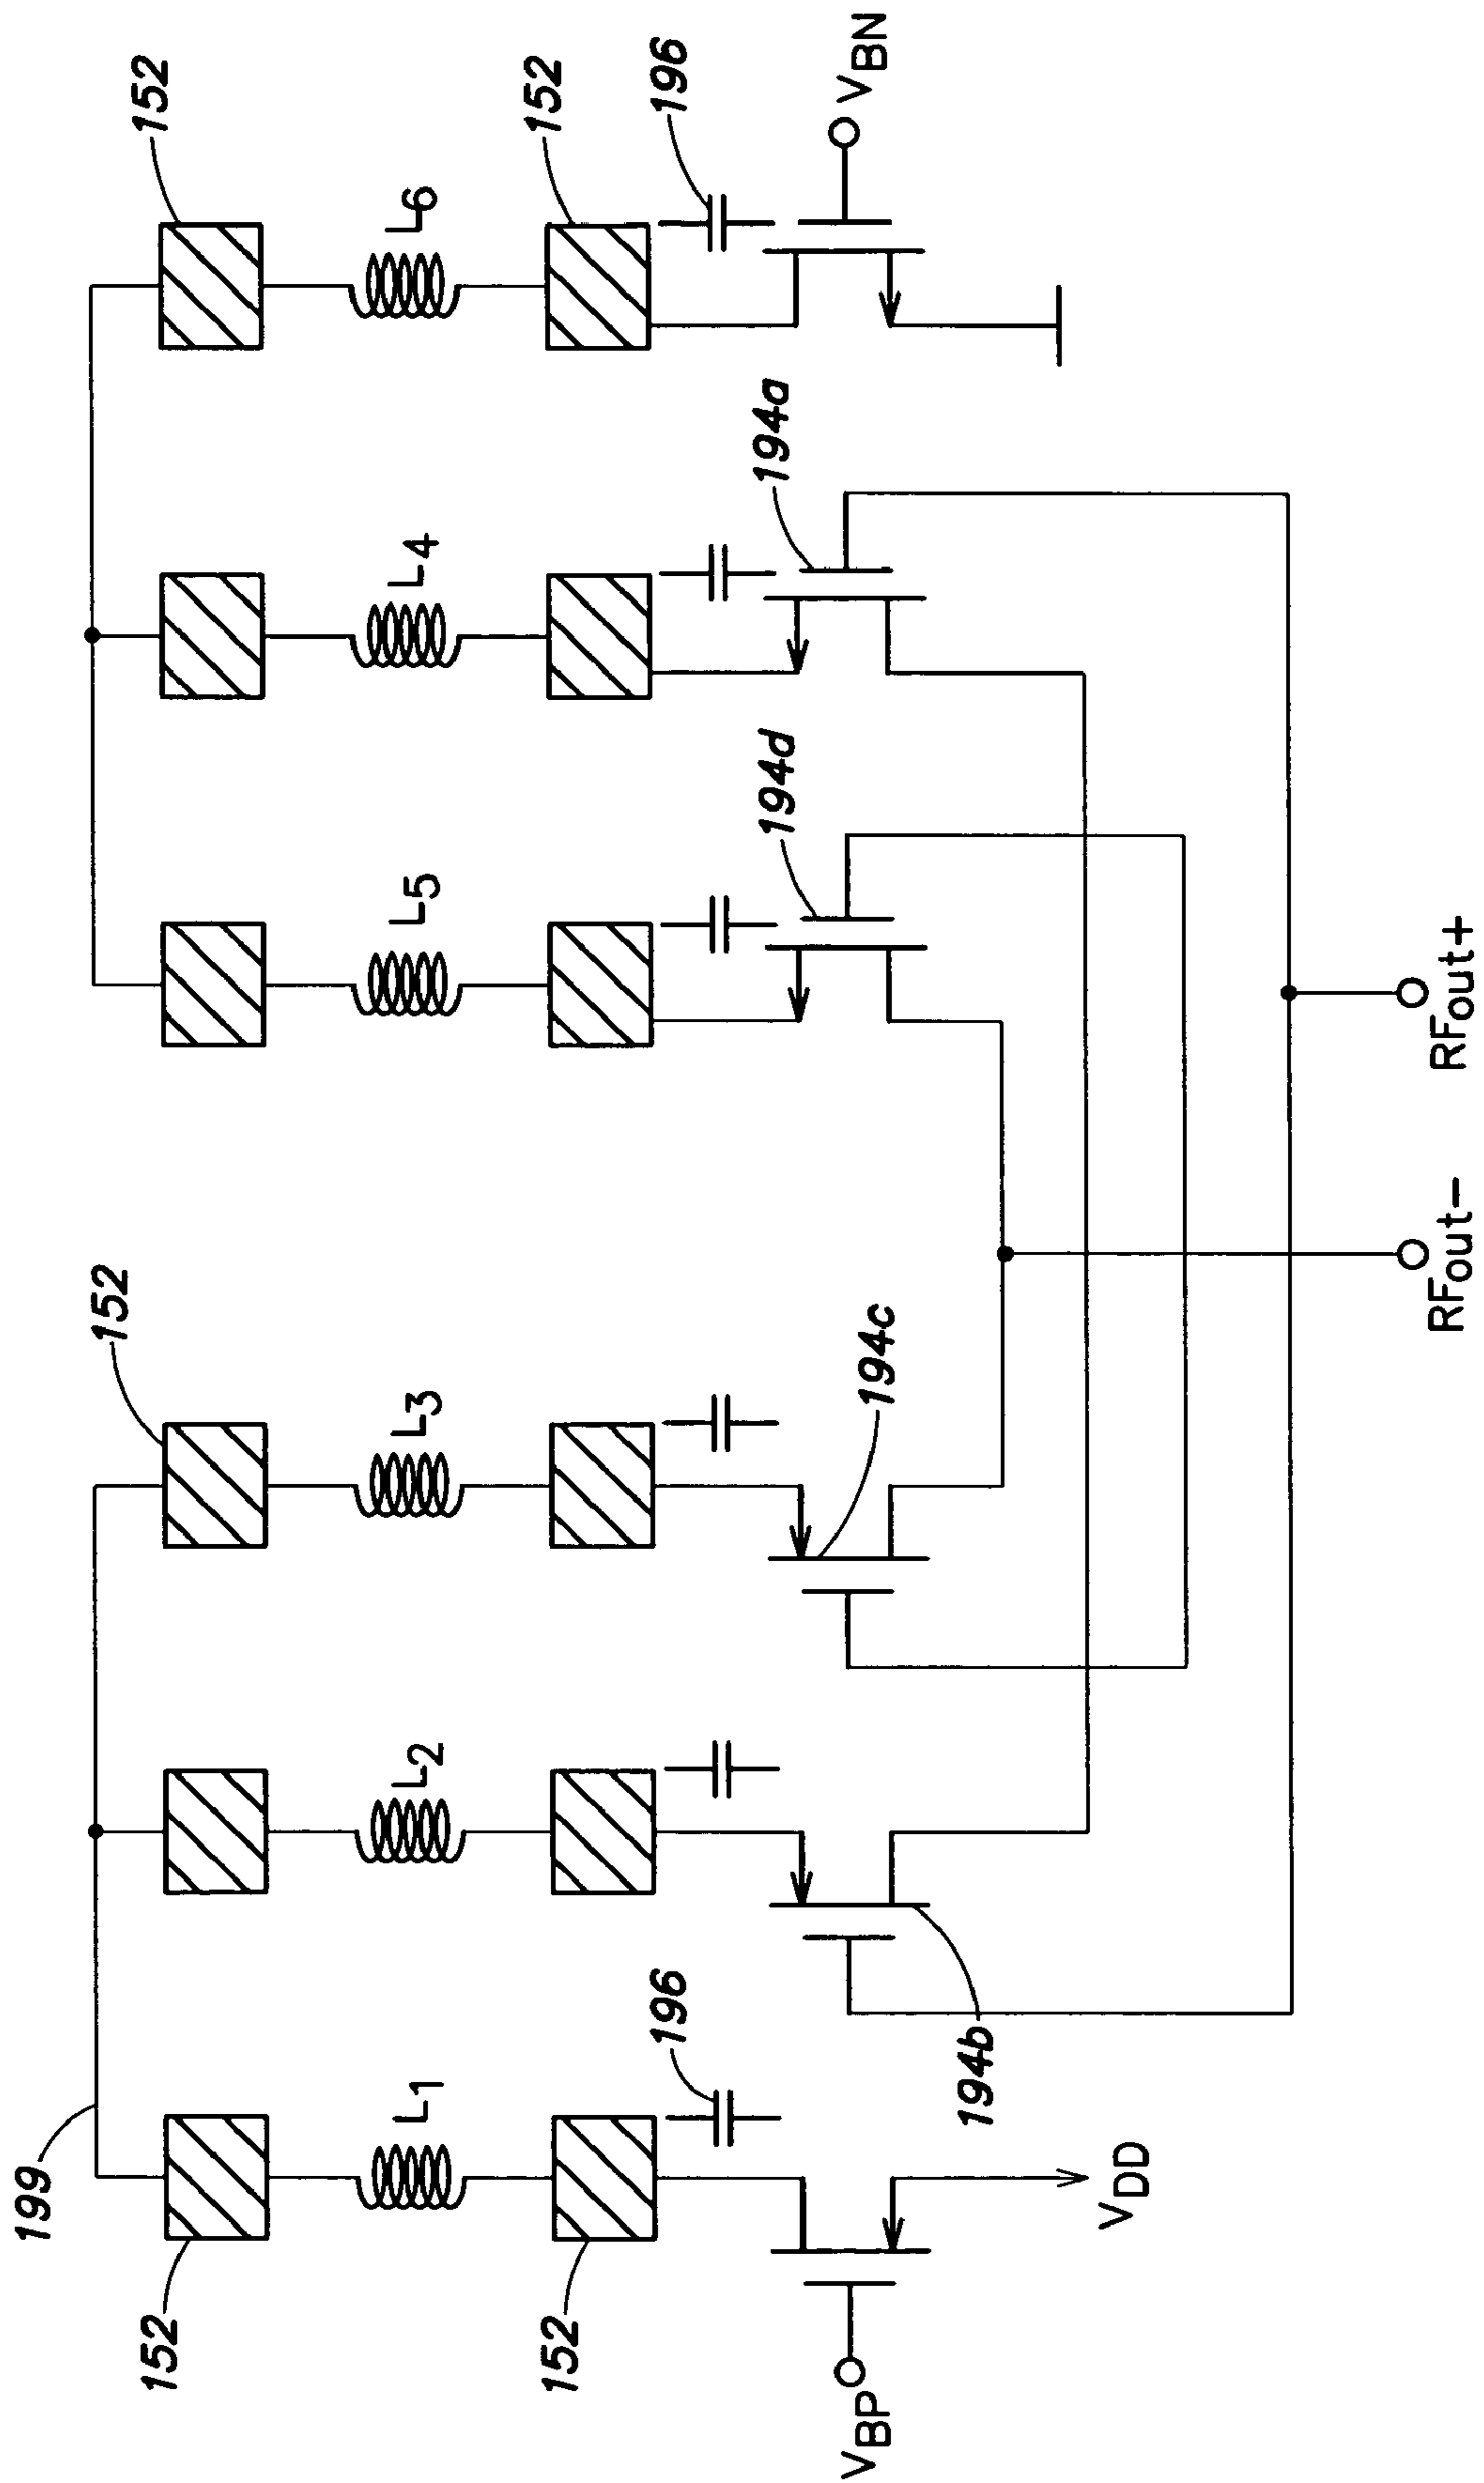 199
152
152
152
L1
L2
L3
L5
L4
L6
152
152
196
196
194d
194a
VBP
194c
VBN
194b
VDD
RFout−
RFout+